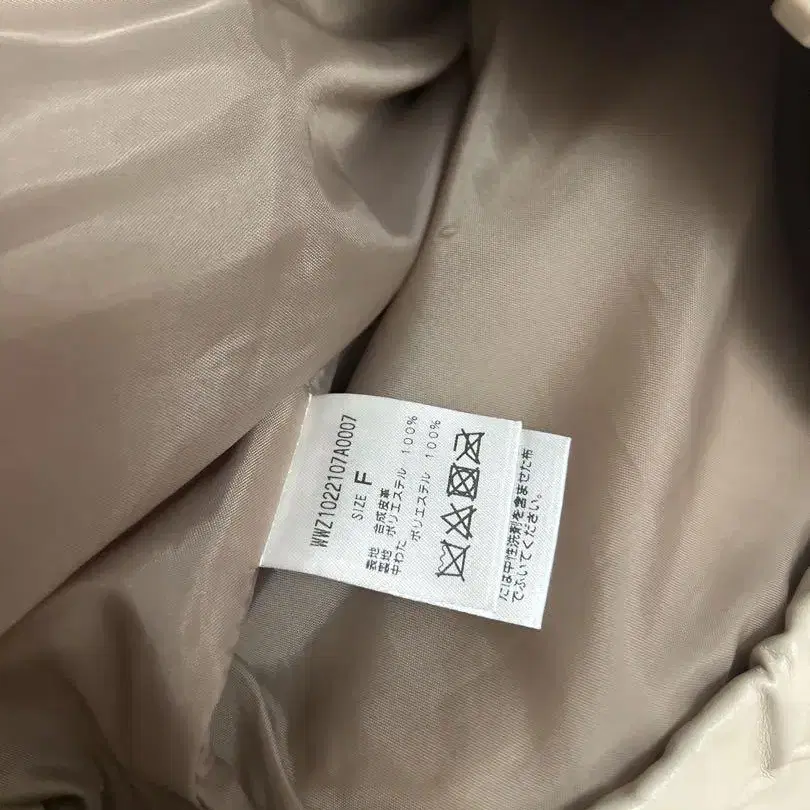 WWZ1022107A0007
SIZE F
表地 合成皮革
裏地 ポリエステル 100%
中わた ポリエステル 100%
たは中性洗剤を含ませた布
でふいてください。